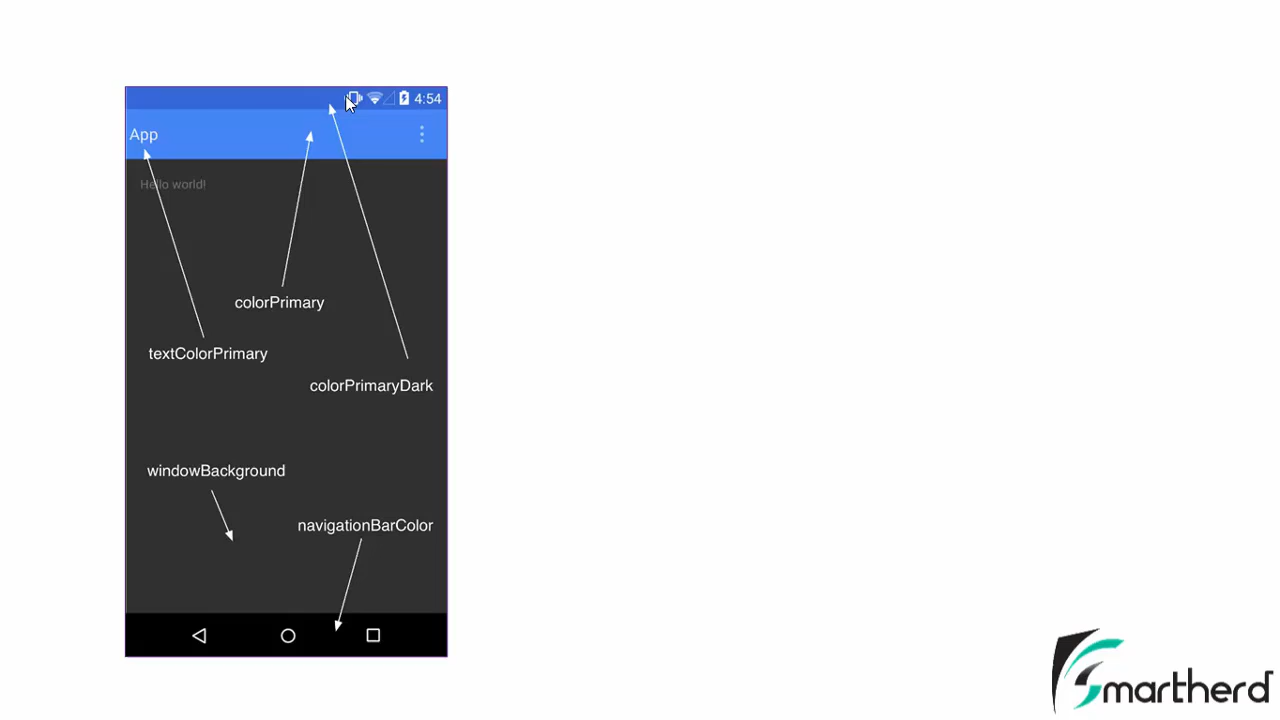 4:54
App
Hello world!
colorPrimary
textColorPrimary
colorPrimaryDark
windowBackground
navigationBarColor
Smartherd